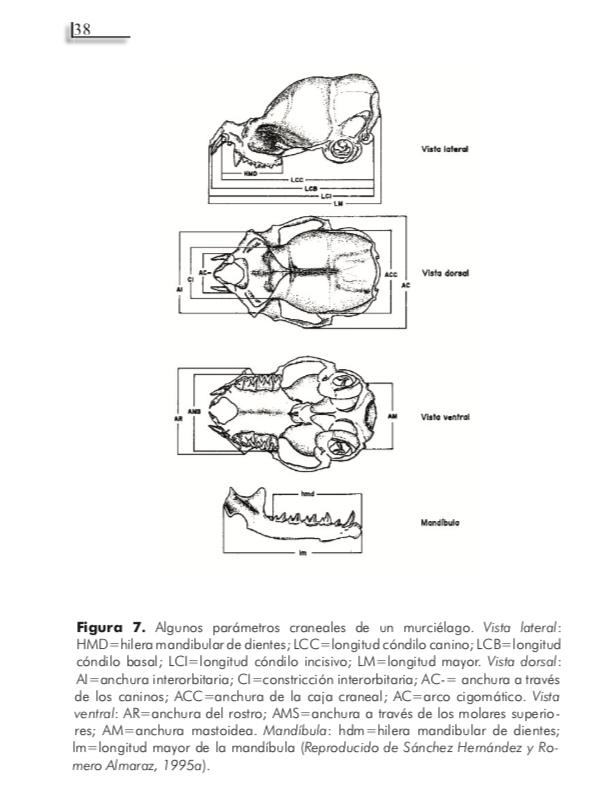 38
Vista lateral
HMD
LCC
LCB
LCI
LM
Vista dorsal
AI
CI
AC-
ACC
AC
Vista ventral
AR
AMS
AM
Mandíbula
hmd
lm
Figura 7. Algunos parámetros craneales de un murciélago. Vista lateral:
HMD=hilera mandibular de dientes; LCC=longitud cóndilo canino; LCB=longitud
cóndilo basal; LCI=longitud cóndilo incisivo; LM=longitud mayor. Vista dorsal:
AI=anchura interorbitaria; CI=constricción interorbitaria; AC-= anchura a través
de los caninos; ACC=anchura de la caja craneal; AC=arco cigomático. Vista
ventral: AR=anchura del rostro; AMS=anchura a través de los molares superio-
res; AM=anchura mastoidea. Mandíbula: hdm=hilera mandibular de dientes;
lm=longitud mayor de la mandíbula (Reproducido de Sánchez Hernández y Ro-
mero Almaraz, 1995a).